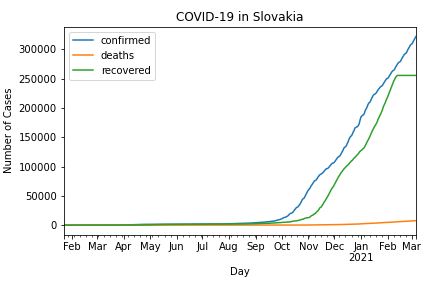 COVID-19 in Slovakia
confirmed
deaths
recovered
Number of Cases
300000
250000
200000
150000
100000
50000
0
Feb Mar Apr May Jun Jul Aug Sep Oct Nov Dec Jan Feb Mar
2021
Day